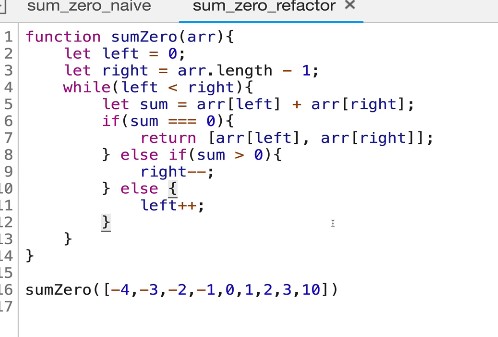 sum_zero_naive sum_zero_refactor ×
1 function sumZero(arr){
2     let left = 0;
3     let right = arr.length - 1;
4     while(left < right){
5         let sum = arr[left] + arr[right];
6         if(sum === 0){
7             return [arr[left], arr[right]];
8         } else if(sum > 0){
9             right--;
10         } else {
11             left++;
12         }
13     }
14 }
15
16 sumZero([-4,-3,-2,-1,0,1,2,3,10])
17